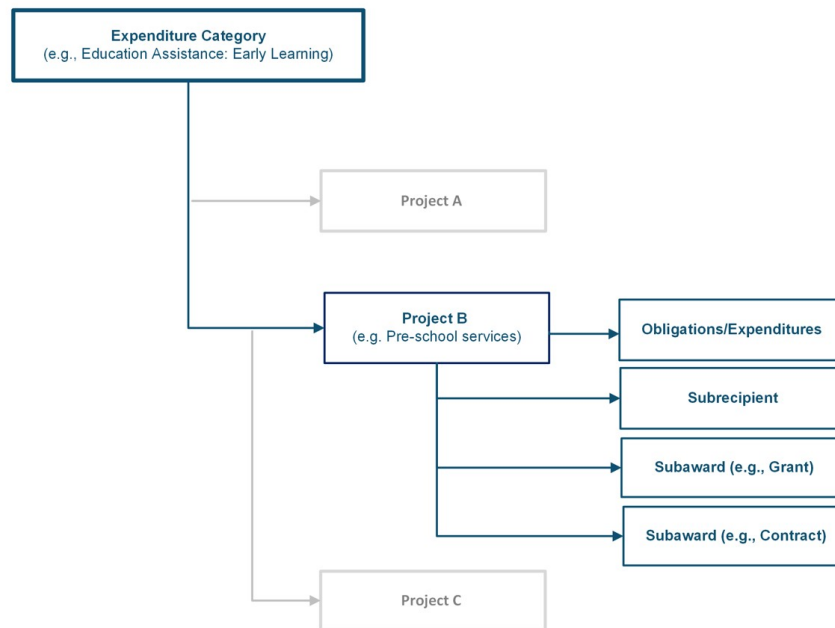 Expenditure Category
(e.g., Education Assistance: Early Learning)
Project A
Project B
(e.g. Pre-school services)
Obligations/Expenditures
Subrecipient
Subaward (e.g., Grant)
Subaward (e.g., Contract)
Project C